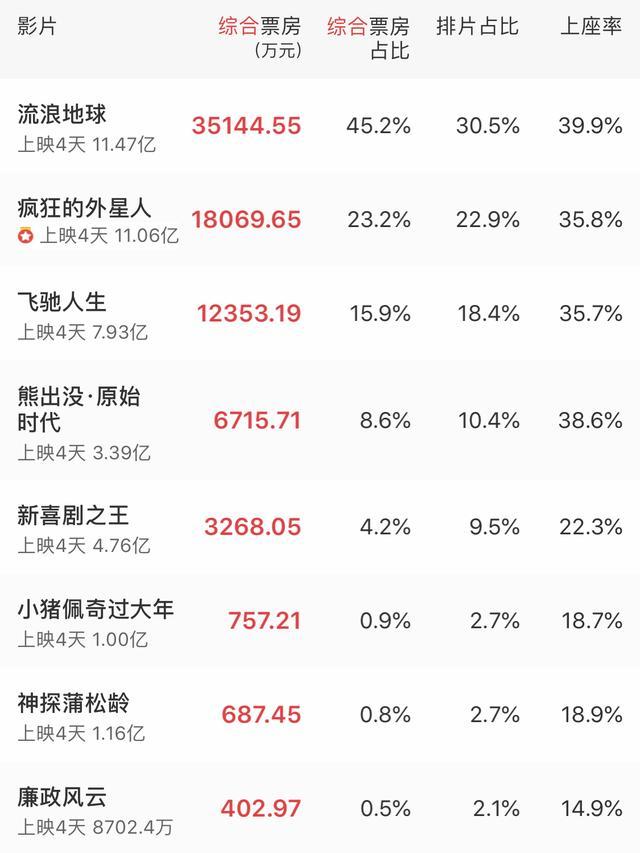 影片 综合票房 综合票房 排片占比 上座率
(万元) 占比
流浪地球 35144.55 45.2% 30.5% 39.9%
上映4天 11.47亿
疯狂的外星人 18069.65 23.2% 22.9% 35.8%
上映4天 11.06亿
飞驰人生 12353.19 15.9% 18.4% 35.7%
上映4天 7.93亿
熊出没·原始
时代 6715.71 8.6% 10.4% 38.6%
上映4天 3.39亿
新喜剧之王 3268.05 4.2% 9.5% 22.3%
上映4天 4.76亿
小猪佩奇过大年 757.21 0.9% 2.7% 18.7%
上映4天 1.00亿
神探蒲松龄 687.45 0.8% 2.7% 18.9%
上映4天 1.16亿
廉政风云 402.97 0.5% 2.1% 14.9%
上映4天 8702.4万